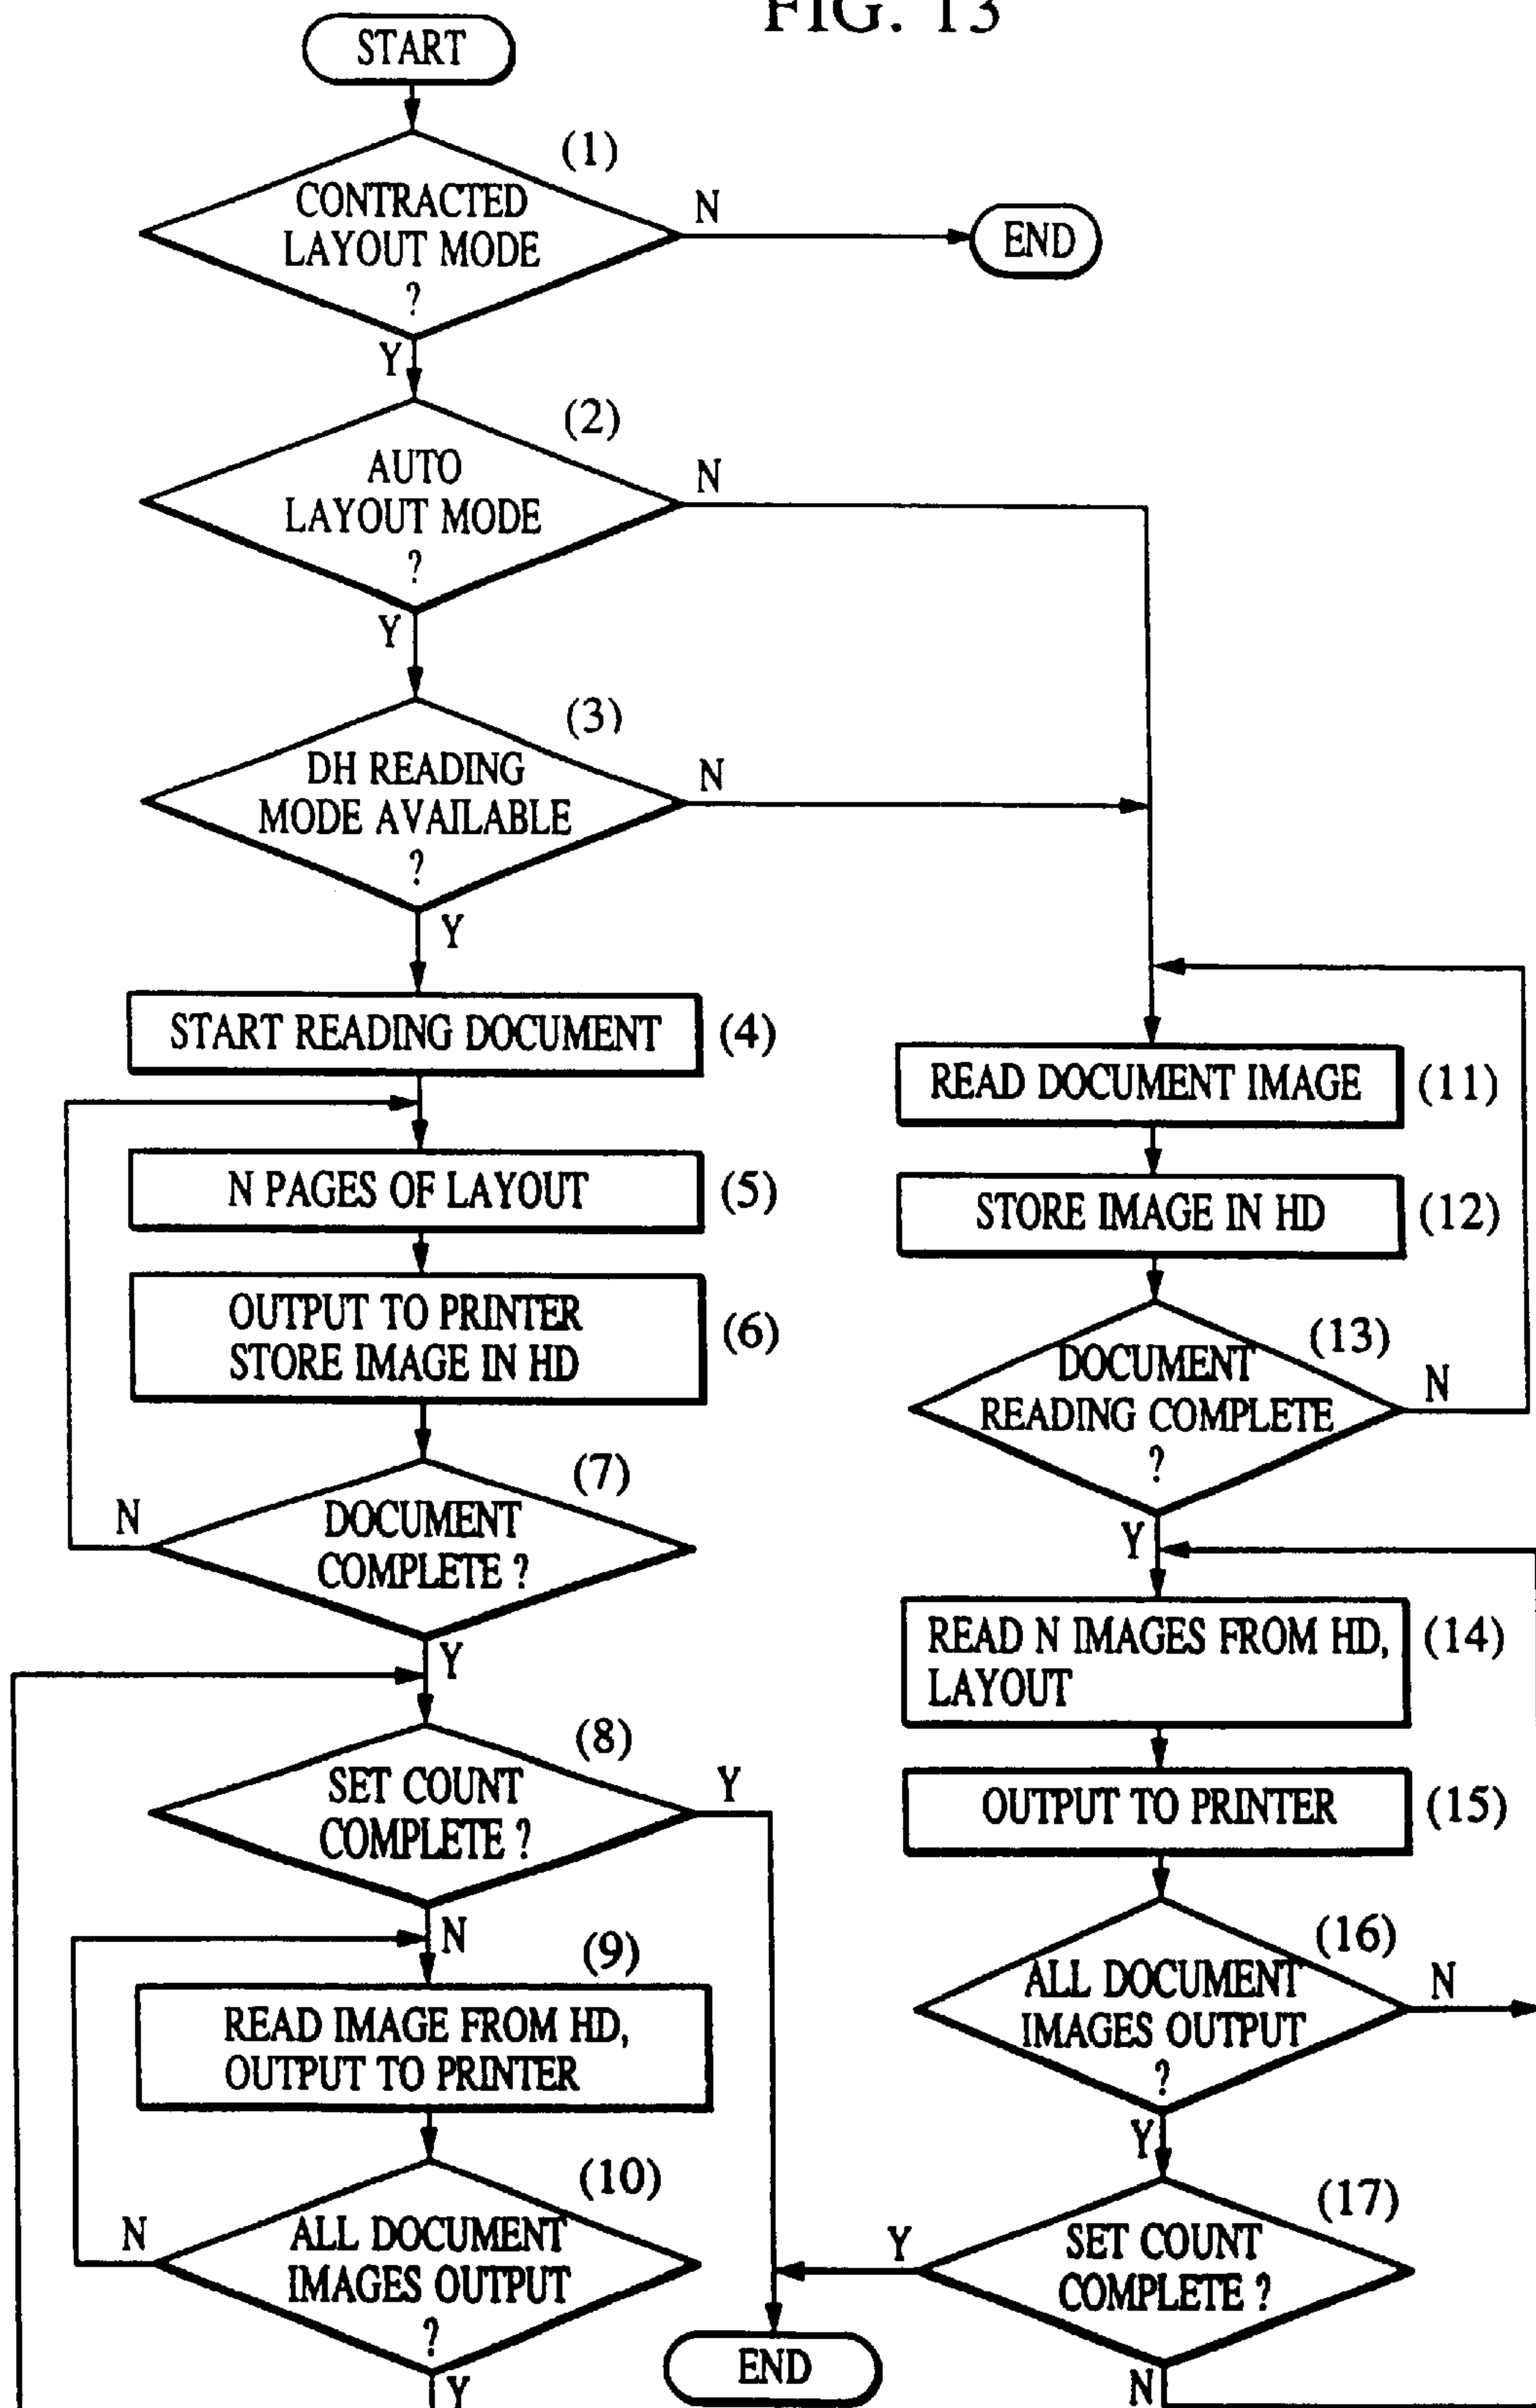 FIG. 13
START
(1)
CONTRACTED
LAYOUT MODE
?
N
END
Y
(2)
AUTO
LAYOUT MODE
?
N
Y
(3)
DH READING
MODE AVAILABLE
?
N
Y
START READING DOCUMENT (4)
N PAGES OF LAYOUT (5)
OUTPUT TO PRINTER
STORE IMAGE IN HD
(6)
(7)
DOCUMENT
COMPLETE ?
N
Y
(8)
SET COUNT
COMPLETE ?
Y
N
(9)
READ IMAGE FROM HD,
OUTPUT TO PRINTER
(10)
ALL DOCUMENT
IMAGES OUTPUT
?
N
Y
READ DOCUMENT IMAGE (11)
STORE IMAGE IN HD (12)
(13)
DOCUMENT
READING COMPLETE
?
N
Y
READ N IMAGES FROM HD,
LAYOUT
(14)
OUTPUT TO PRINTER (15)
(16)
ALL DOCUMENT
IMAGES OUTPUT
?
N
Y
(17)
SET COUNT
COMPLETE ?
Y
N
END